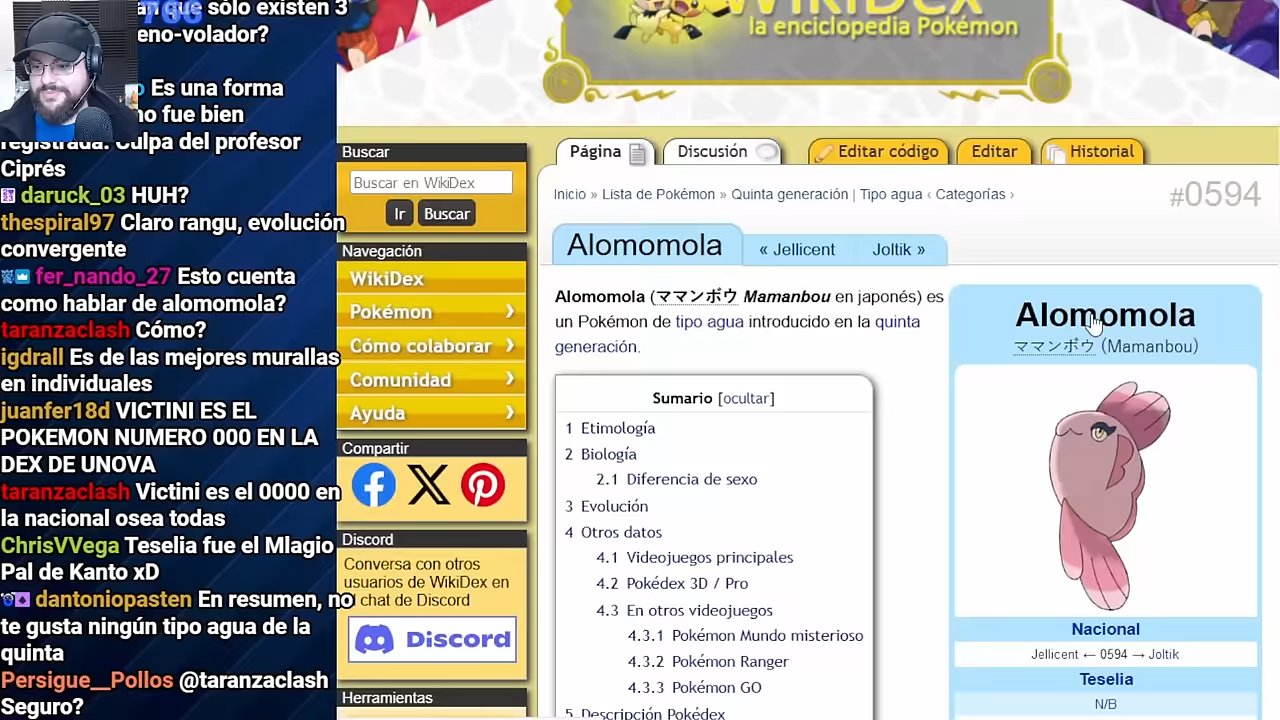 que sólo existen 3
eno-volador?
Es una forma
no fue bien
registrada. Culpa del profesor
Ciprés
daruck_03 HUH?
thespiral97 Claro rangu, evolución
convergente
fer_nando_27 Esto cuenta
como hablar de alomomola?
taranzaclash Cómo?
igdrall Es de las mejores murallas
en individuales
juanfer18d VICTINI ES EL
POKEMON NUMERO 000 EN LA
DEX DE UNOVA
taranzaclash Victini es el 0000 en
la nacional osea todas
ChrisVVega Teselia fue el Mlagio
Pal de Kanto xD
dantoniopasten En resumen, no
te gusta ningún tipo agua de la
quinta
Persigue__Pollos @taranzaclash
Seguro?
WikiDex
la enciclopedia Pokémon
Buscar
Buscar en WikiDex
Ir Buscar
Navegación
WikiDex
Pokémon
Cómo colaborar
Comunidad
Ayuda
Compartir
Discord
Conversa con otros
usuarios de WikiDex en
el chat de Discord
Discord
Herramientas
Página Discusión Editar código Editar Historial
Inicio » Lista de Pokémon » Quinta generación | Tipo agua ‹ Categorías ›
#0594
Alomomola « Jellicent Joltik »
Alomomola (ママンボウ Mamanbou en japonés) es
un Pokémon de tipo agua introducido en la quinta
generación.
Sumario [ocultar]
1 Etimología
2 Biología
2.1 Diferencia de sexo
3 Evolución
4 Otros datos
4.1 Videojuegos principales
4.2 Pokédex 3D / Pro
4.3 En otros videojuegos
4.3.1 Pokémon Mundo misterioso
4.3.2 Pokémon Ranger
4.3.3 Pokémon GO
5 Descripción Pokédex
Alomomola
ママンボウ (Mamanbou)
Nacional
Jellicent ← 0594 → Joltik
Teselia
N/B